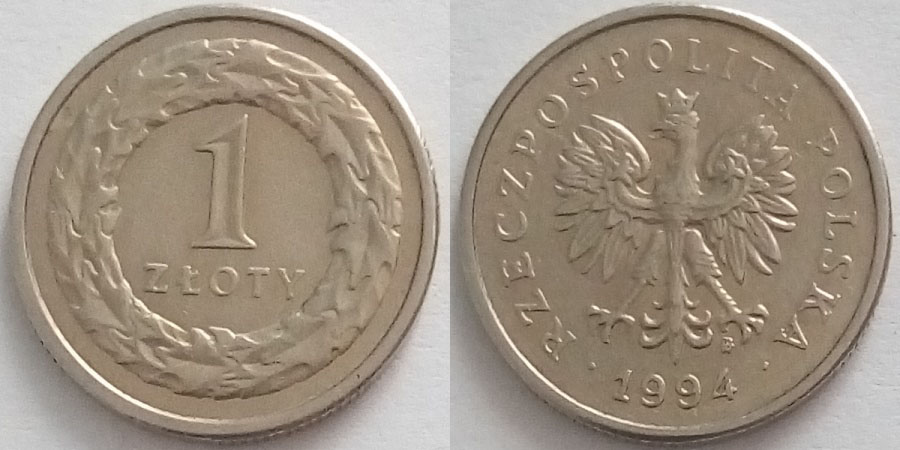 1
ZŁOTY
RZECZPOSPOLITA POLSKA
· 1994 ·